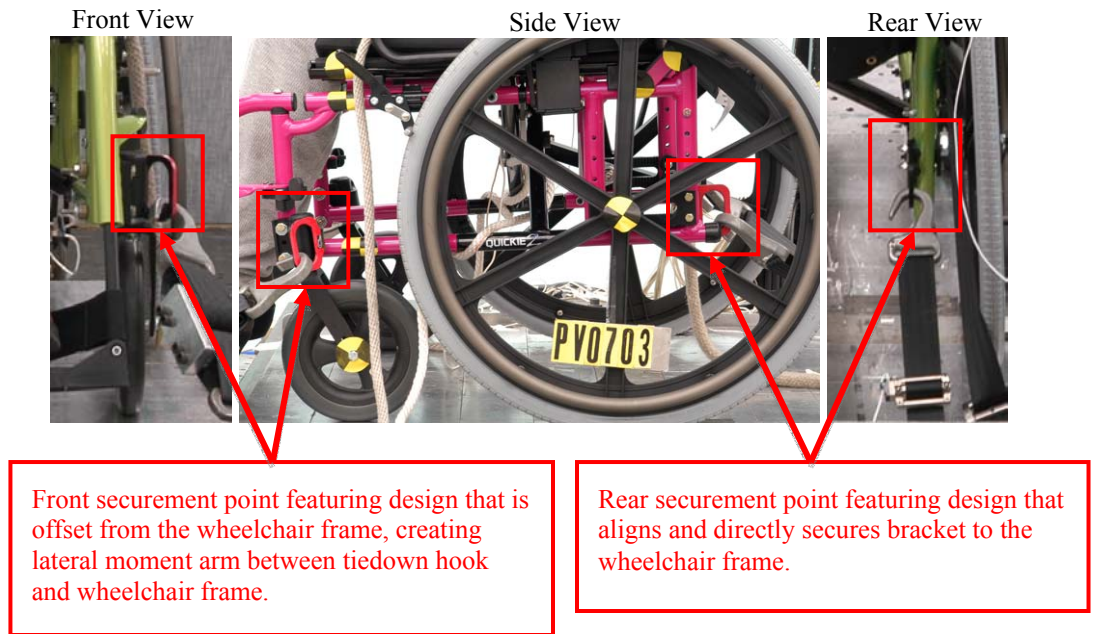 Front View
Side View
Rear View
QUICKIE 2
PV0703
Front securement point featuring design that is
offset from the wheelchair frame, creating
lateral moment arm between tiedown hook
and wheelchair frame.
Rear securement point featuring design that
aligns and directly secures bracket to the
wheelchair frame.